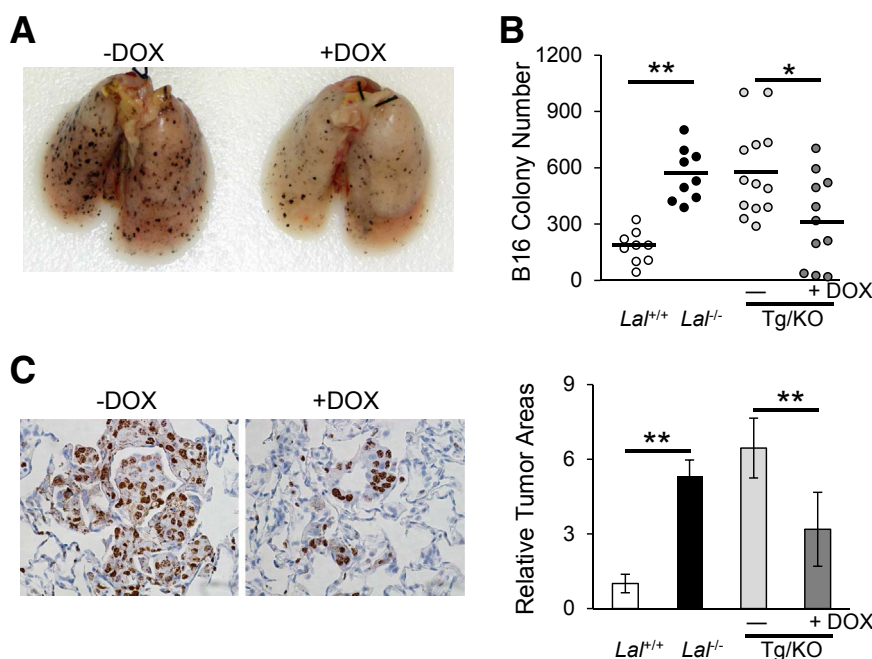 A
-DOX
+DOX
B
B16 Colony Number
1200
900
600
300
0
**
*
— + DOX
Lal+/+ Lal-/- Tg/KO
C
-DOX
+DOX
Relative Tumor Areas
9
6
3
0
**
**
— + DOX
Lal+/+ Lal-/- Tg/KO